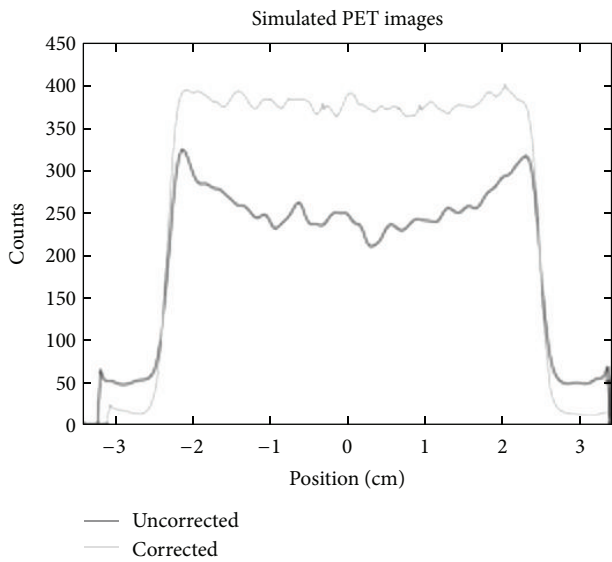 Simulated PET images
450
400
350
300
250
200
150
100
50
0
Counts
−3 −2 −1 0 1 2 3
Position (cm)
Uncorrected
Corrected